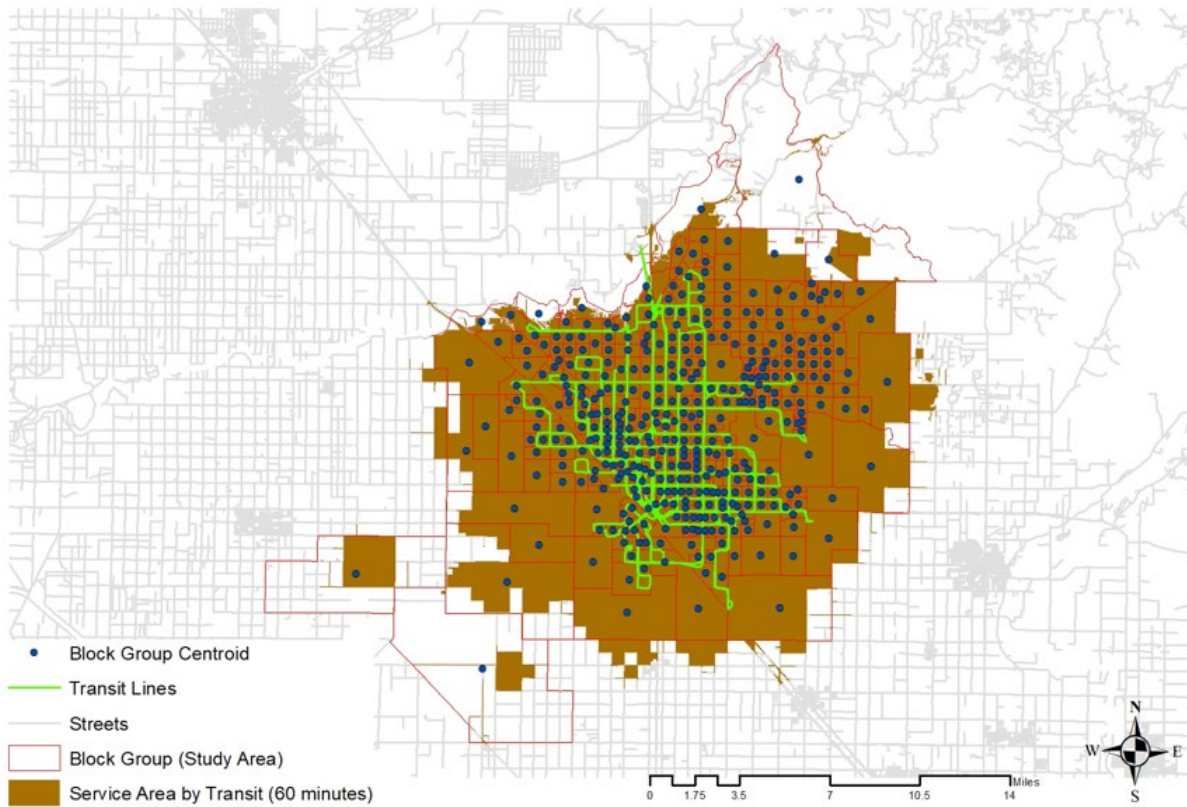 Block Group Centroid
Transit Lines
Streets
Block Group (Study Area)
Service Area by Transit (60 minutes)
N
W E
S
Miles
0 1.75 3.5 7 10.5 14